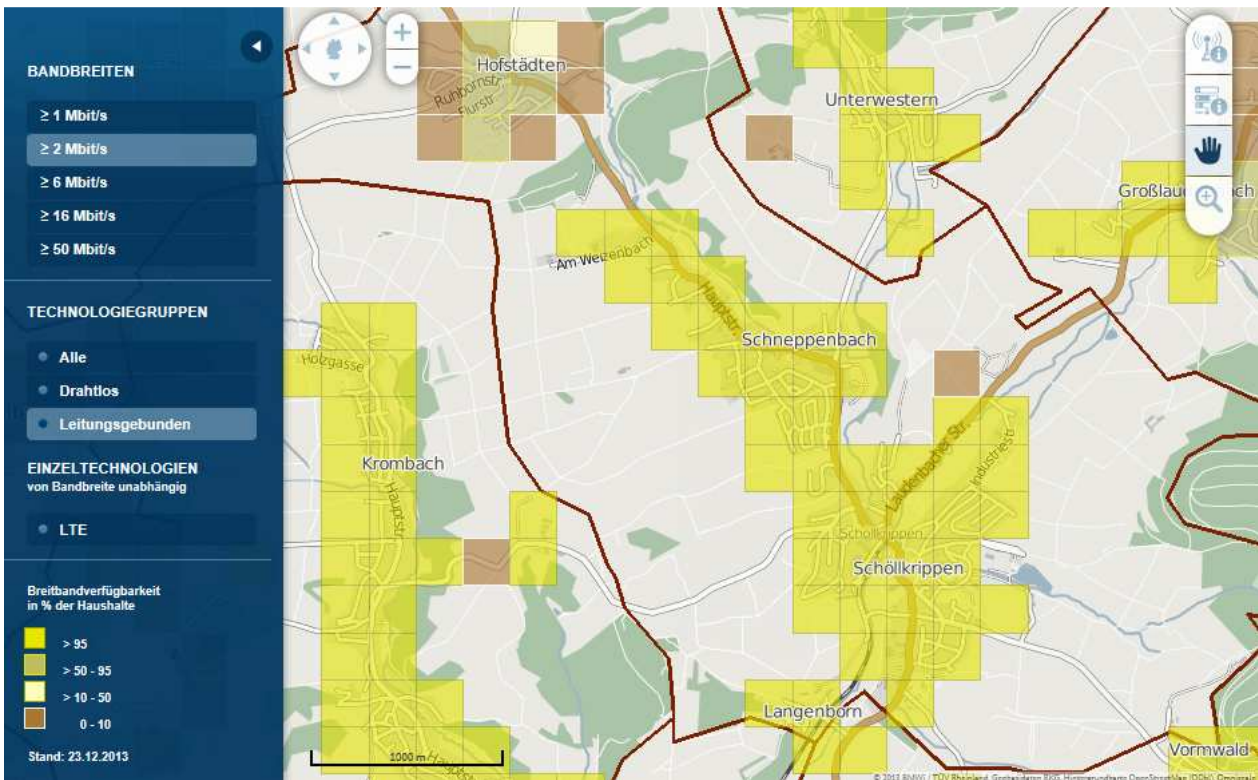 BANDBREITEN
≥ 1 Mbit/s
≥ 2 Mbit/s
≥ 6 Mbit/s
≥ 16 Mbit/s
≥ 50 Mbit/s
TECHNOLOGIEGRUPPEN
Alle
Drahtlos
Leitungsgebunden
EINZELTECHNOLOGIEN
von Bandbreite unabhängig
LTE
Breitbandverfügbarkeit
in % der Haushalte
> 95
> 50 - 95
> 10 - 50
0 - 10
Stand: 23.12.2013
Hofstädten
Ruhbornstr.
Flurstr.
Unterwestern
Am Weizenbach
Hauptstr.
Schneppenbach
Holzgasse
Krombach
Hauptstr.
Laudenbacher Str.
Industriestr.
Schöllkrippen
Schöllkrippen
Langenborn
Vormwald
1000 m